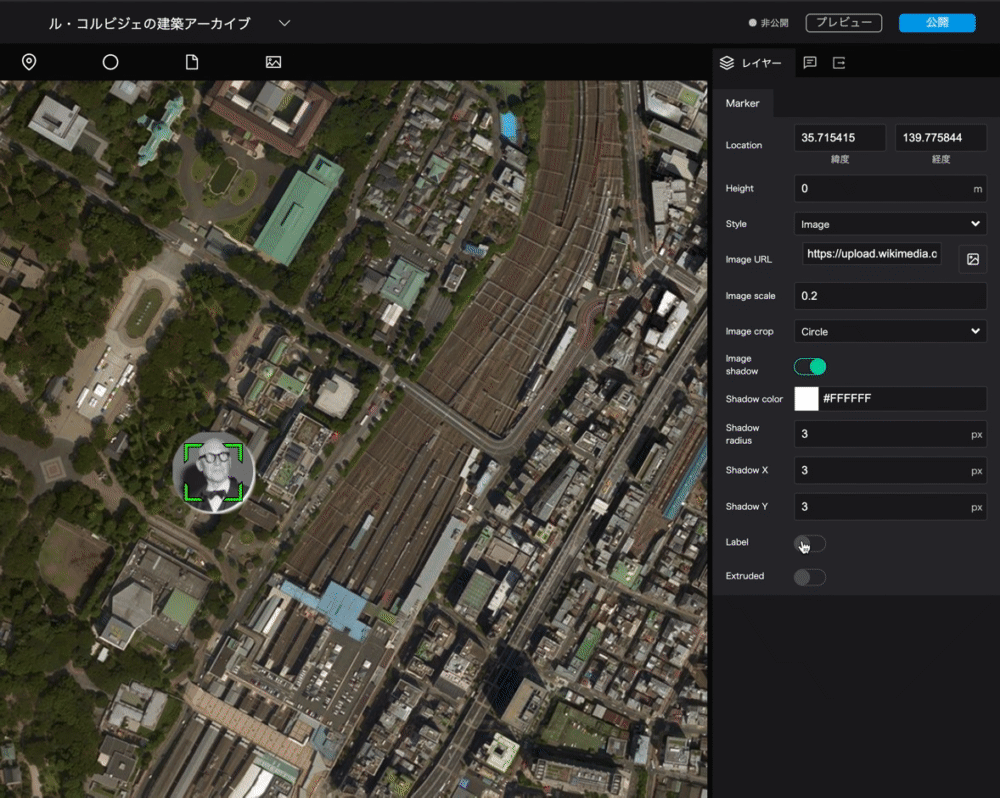 ル・コルビジェの建築アーカイブ
非公開
プレビュー
公開
レイヤー
Marker
Location
35.715415
139.775844
緯度
経度
Height
0
m
Style
Image
Image URL
https://upload.wikimedia.c
Image scale
0.2
Image crop
Circle
Image
shadow
Shadow color
#FFFFFF
Shadow
radius
3
px
Shadow X
3
px
Shadow Y
3
px
Label
Extruded